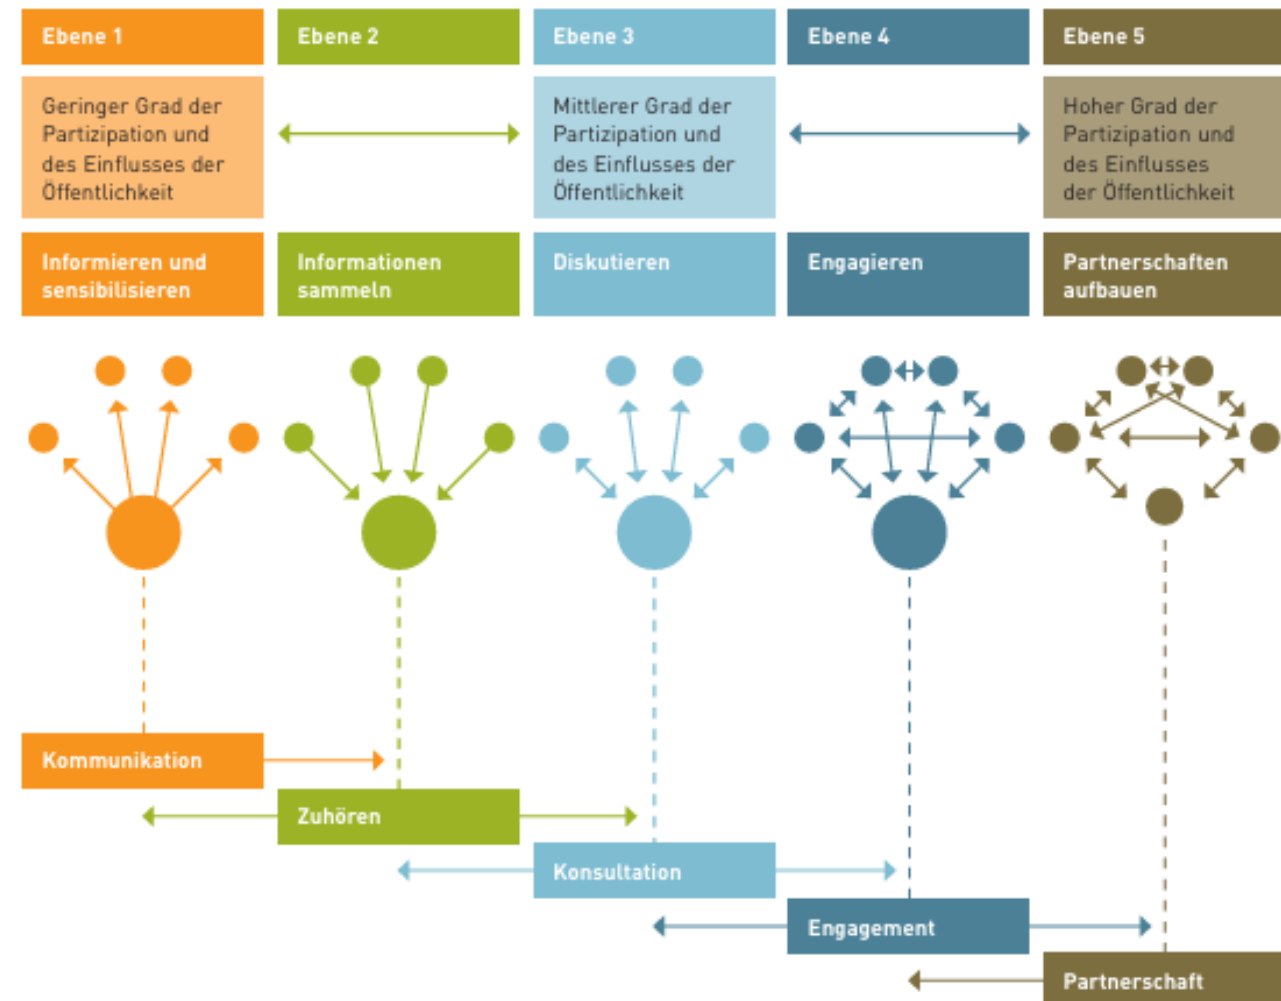 Ebene 1
Ebene 2
Ebene 3
Ebene 4
Ebene 5
Geringer Grad der
Partizipation und
des Einflusses der
Öffentlichkeit
Mittlerer Grad der
Partizipation und
des Einflusses der
Öffentlichkeit
Hoher Grad der
Partizipation und
des Einflusses
der Öffentlichkeit
Informieren und
sensibilisieren
Informationen
sammeln
Diskutieren
Engagieren
Partnerschaften
aufbauen
Kommunikation
Zuhören
Konsultation
Engagement
Partnerschaft